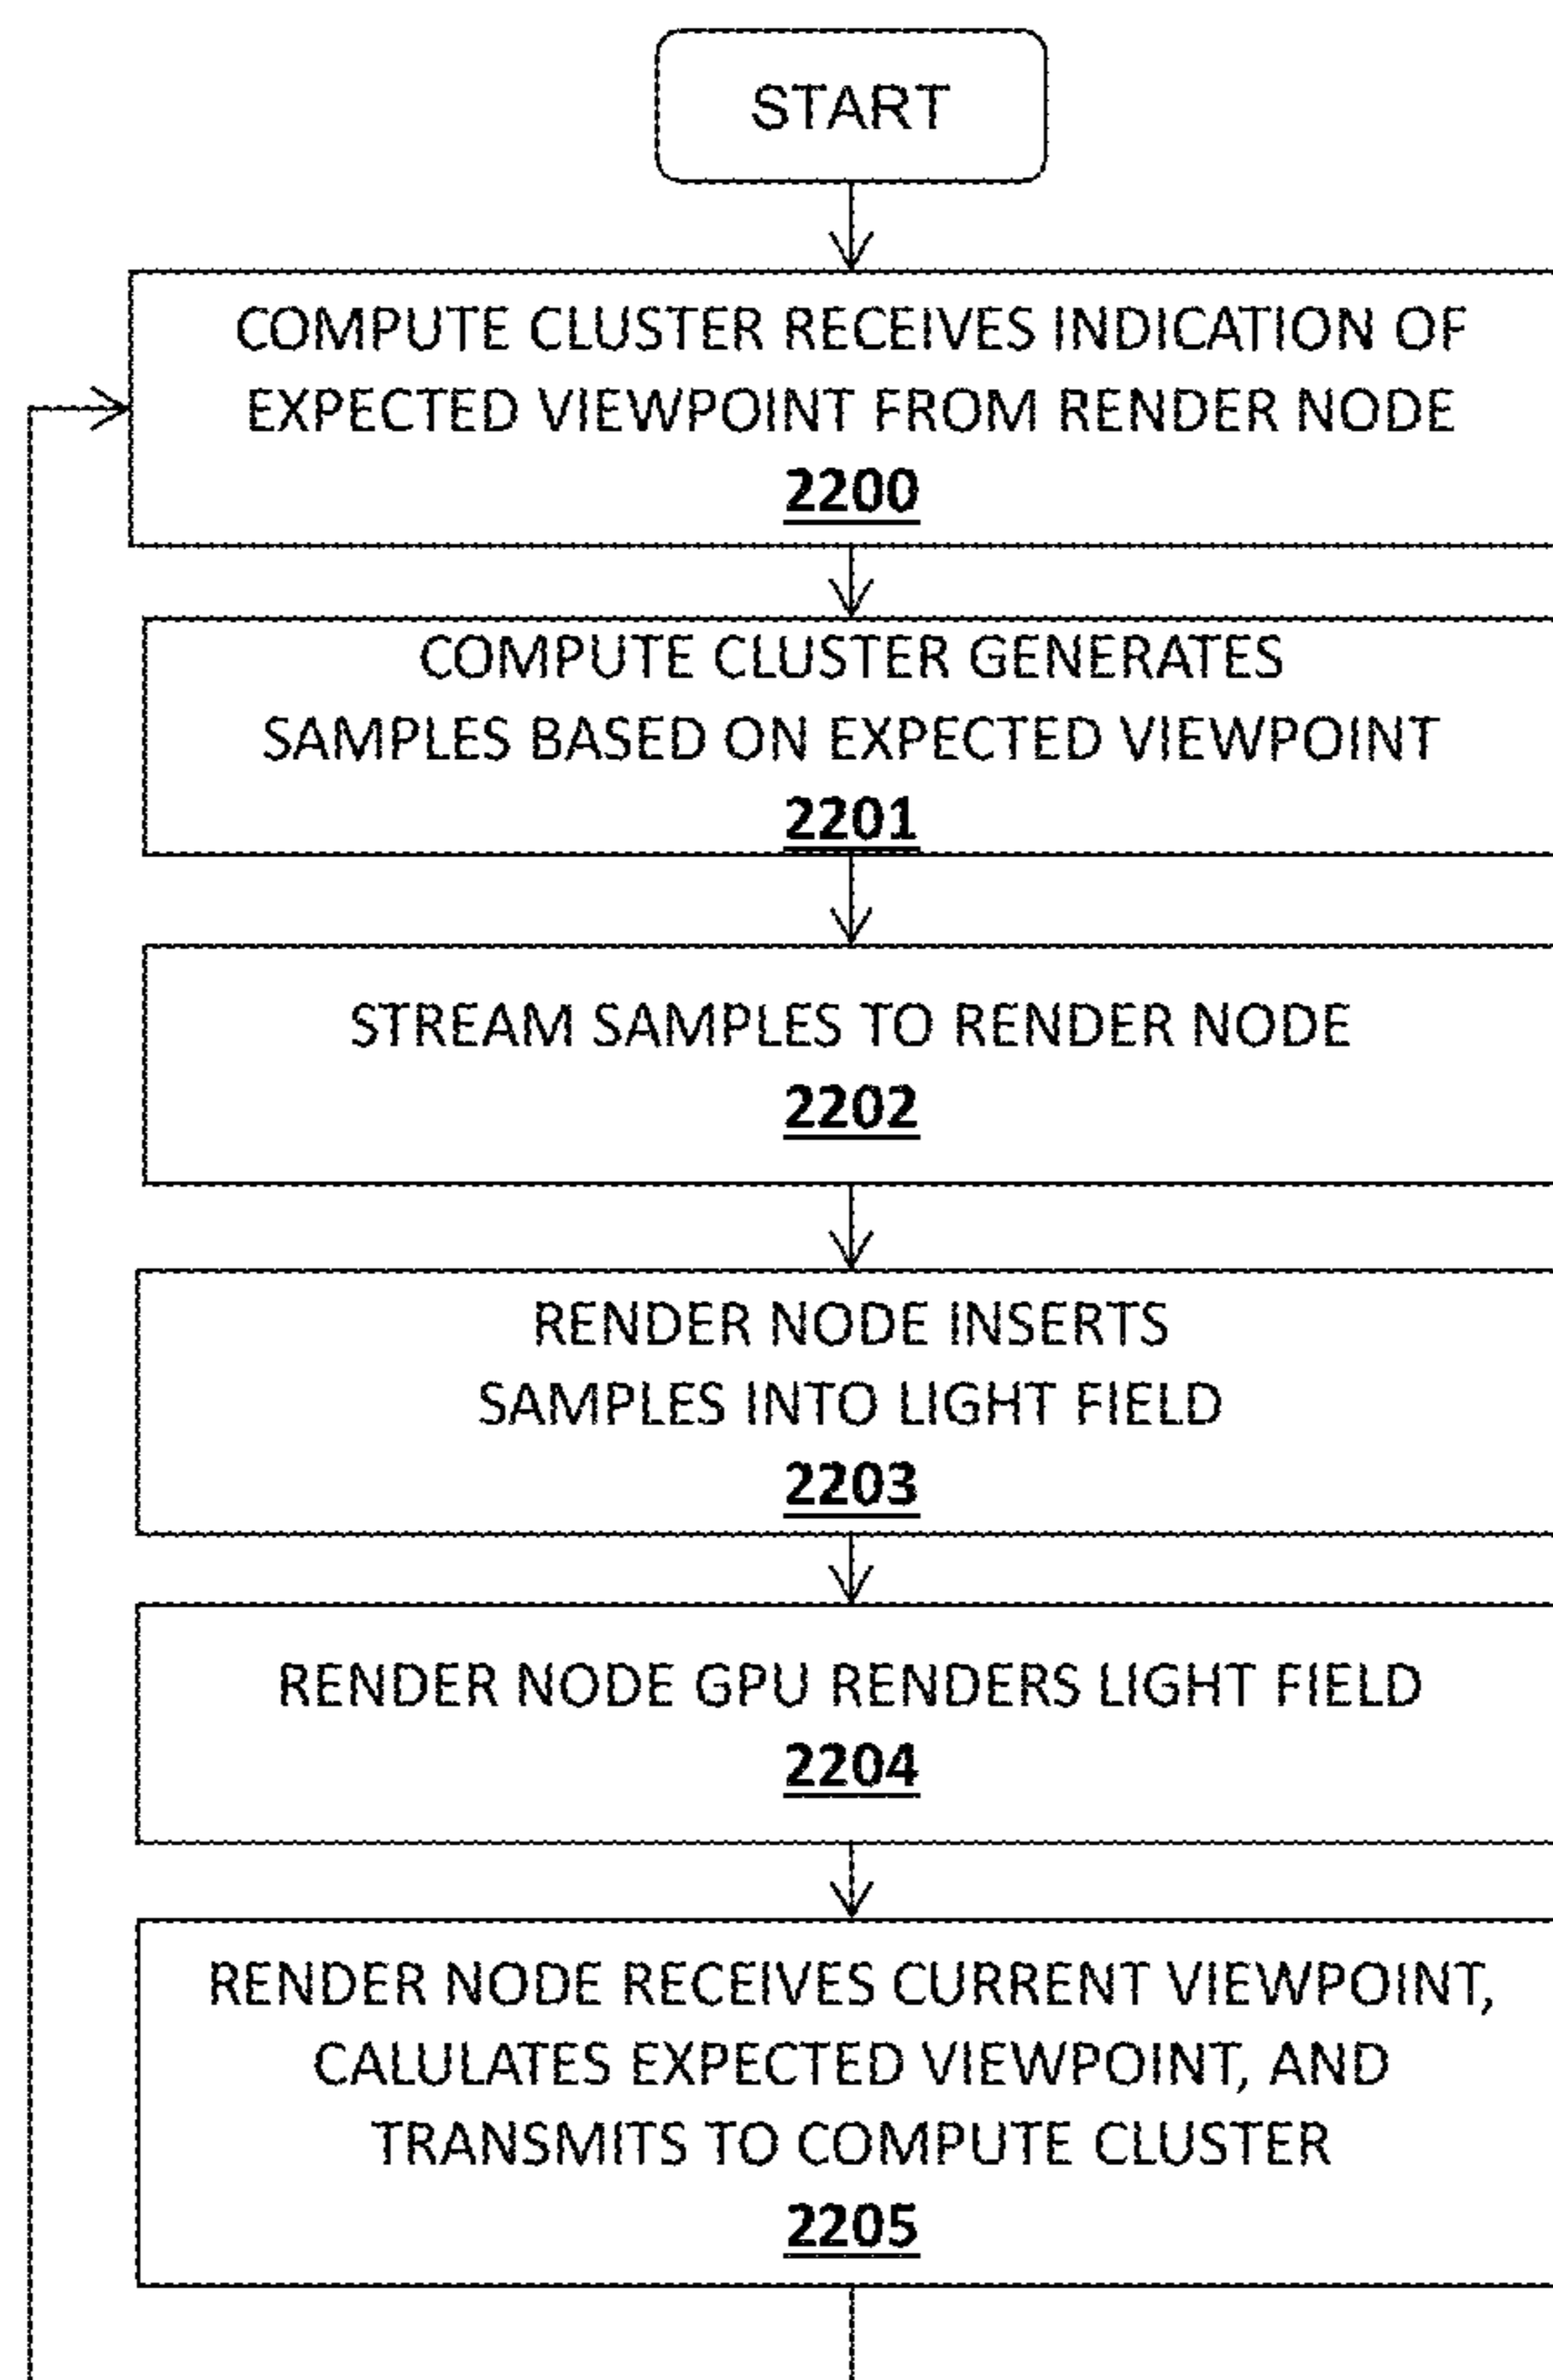 START
COMPUTE CLUSTER RECEIVES INDICATION OF
EXPECTED VIEWPOINT FROM RENDER NODE
2200
COMPUTE CLUSTER GENERATES
SAMPLES BASED ON EXPECTED VIEWPOINT
2201
STREAM SAMPLES TO RENDER NODE
2202
RENDER NODE INSERTS
SAMPLES INTO LIGHT FIELD
2203
RENDER NODE GPU RENDERS LIGHT FIELD
2204
RENDER NODE RECEIVES CURRENT VIEWPOINT,
CALULATES EXPECTED VIEWPOINT, AND
TRANSMITS TO COMPUTE CLUSTER
2205